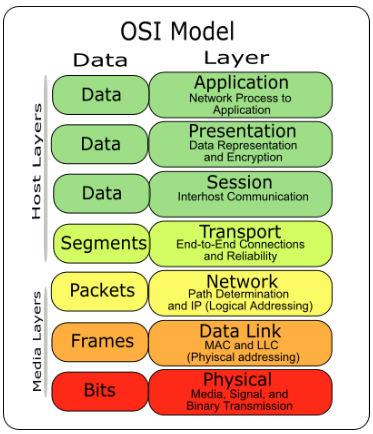 OSI Model
Data Layer
Host Layers
Data
Application
Network Process to
Application
Data
Presentation
Data Representation
and Encryption
Data
Session
Interhost Communication
Segments
Transport
End-to-End Connections
and Reliability
Media Layers
Packets
Network
Path Determination
and IP (Logical Addressing)
Frames
Data Link
MAC and LLC
(Phyiscal addressing)
Bits
Physical
Media, Signal, and
Binary Transmission